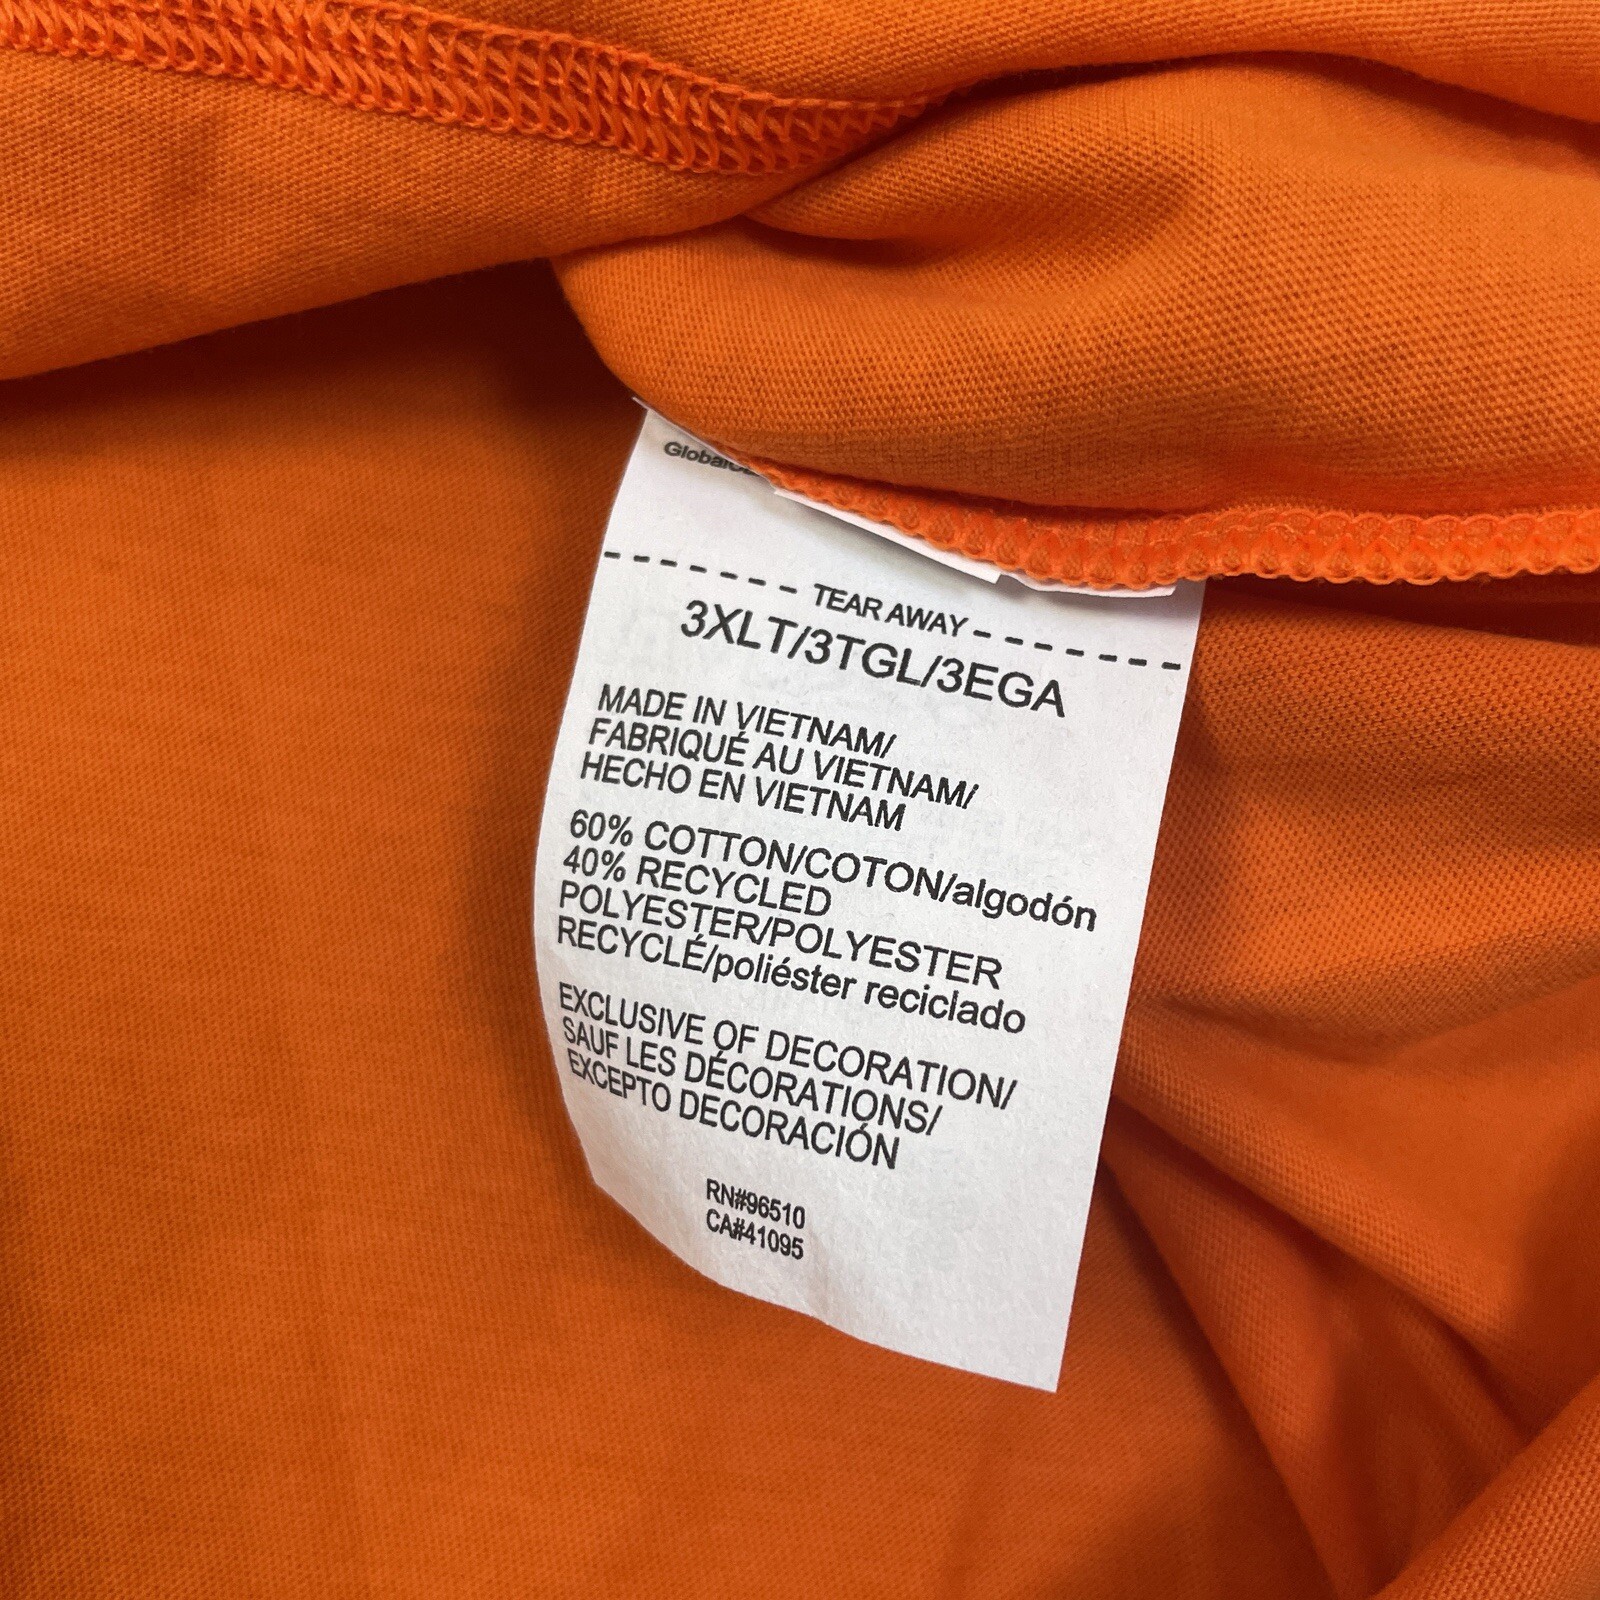 TEAR AWAY
3XLT/3TGL/3EGA
MADE IN VIETNAM/
FABRIQUÉ AU VIETNAM/
HECHO EN VIETNAM
60% COTTON/COTON/algodón
40% RECYCLED
POLYESTER/POLYESTER
RECYCLÉ/poliéster reciclado
EXCLUSIVE OF DECORATION/
SAUF LES DÉCORATIONS/
EXCEPTO DECORACIÓN
RN#96510
CA#41095